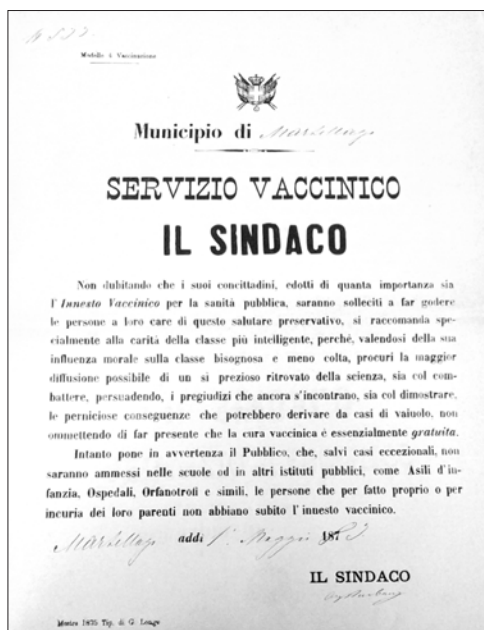 Modello 4 Vaccinazione
Municipio di Martellago
SERVIZIO VACCINICO
IL SINDACO
Non dubitando che i suoi concittadini, edotti di quanta importanza sia
l'Innesto Vaccinico per la sanità pubblica, saranno solleciti a far godere
le persone a loro care di questo salutare preservativo, si raccomanda spe-
cialmente alla carità della classe più intelligente, perchè, valendosi della sua
influenza morale sulla classe bisognosa e meno colta, procuri la maggior
diffusione possibile di un sì prezioso ritrovato della scienza, sia col com-
battere, persuadendo, i pregiudizi che ancora s'incontrano, sia col dimostrare,
le perniciose conseguenze che potrebbero derivare da casi di vaiuolo, non
ommettendo di far presente che la cura vaccinica è essenzialmente gratuita.
Intanto pone in avvertenza il Pubblico, che, salvi casi eccezionali, non
saranno ammessi nelle scuole od in altri istituti pubblici, come Asili d'in-
fanzia, Ospedali, Orfanotrofi e simili, le persone che per fatto proprio o per
incuria dei loro parenti non abbiano subito l'innesto vaccinico.
Martellago addì 1° Maggio 1883
IL SINDACO
Mestre 1875 Tip. di G. Longo